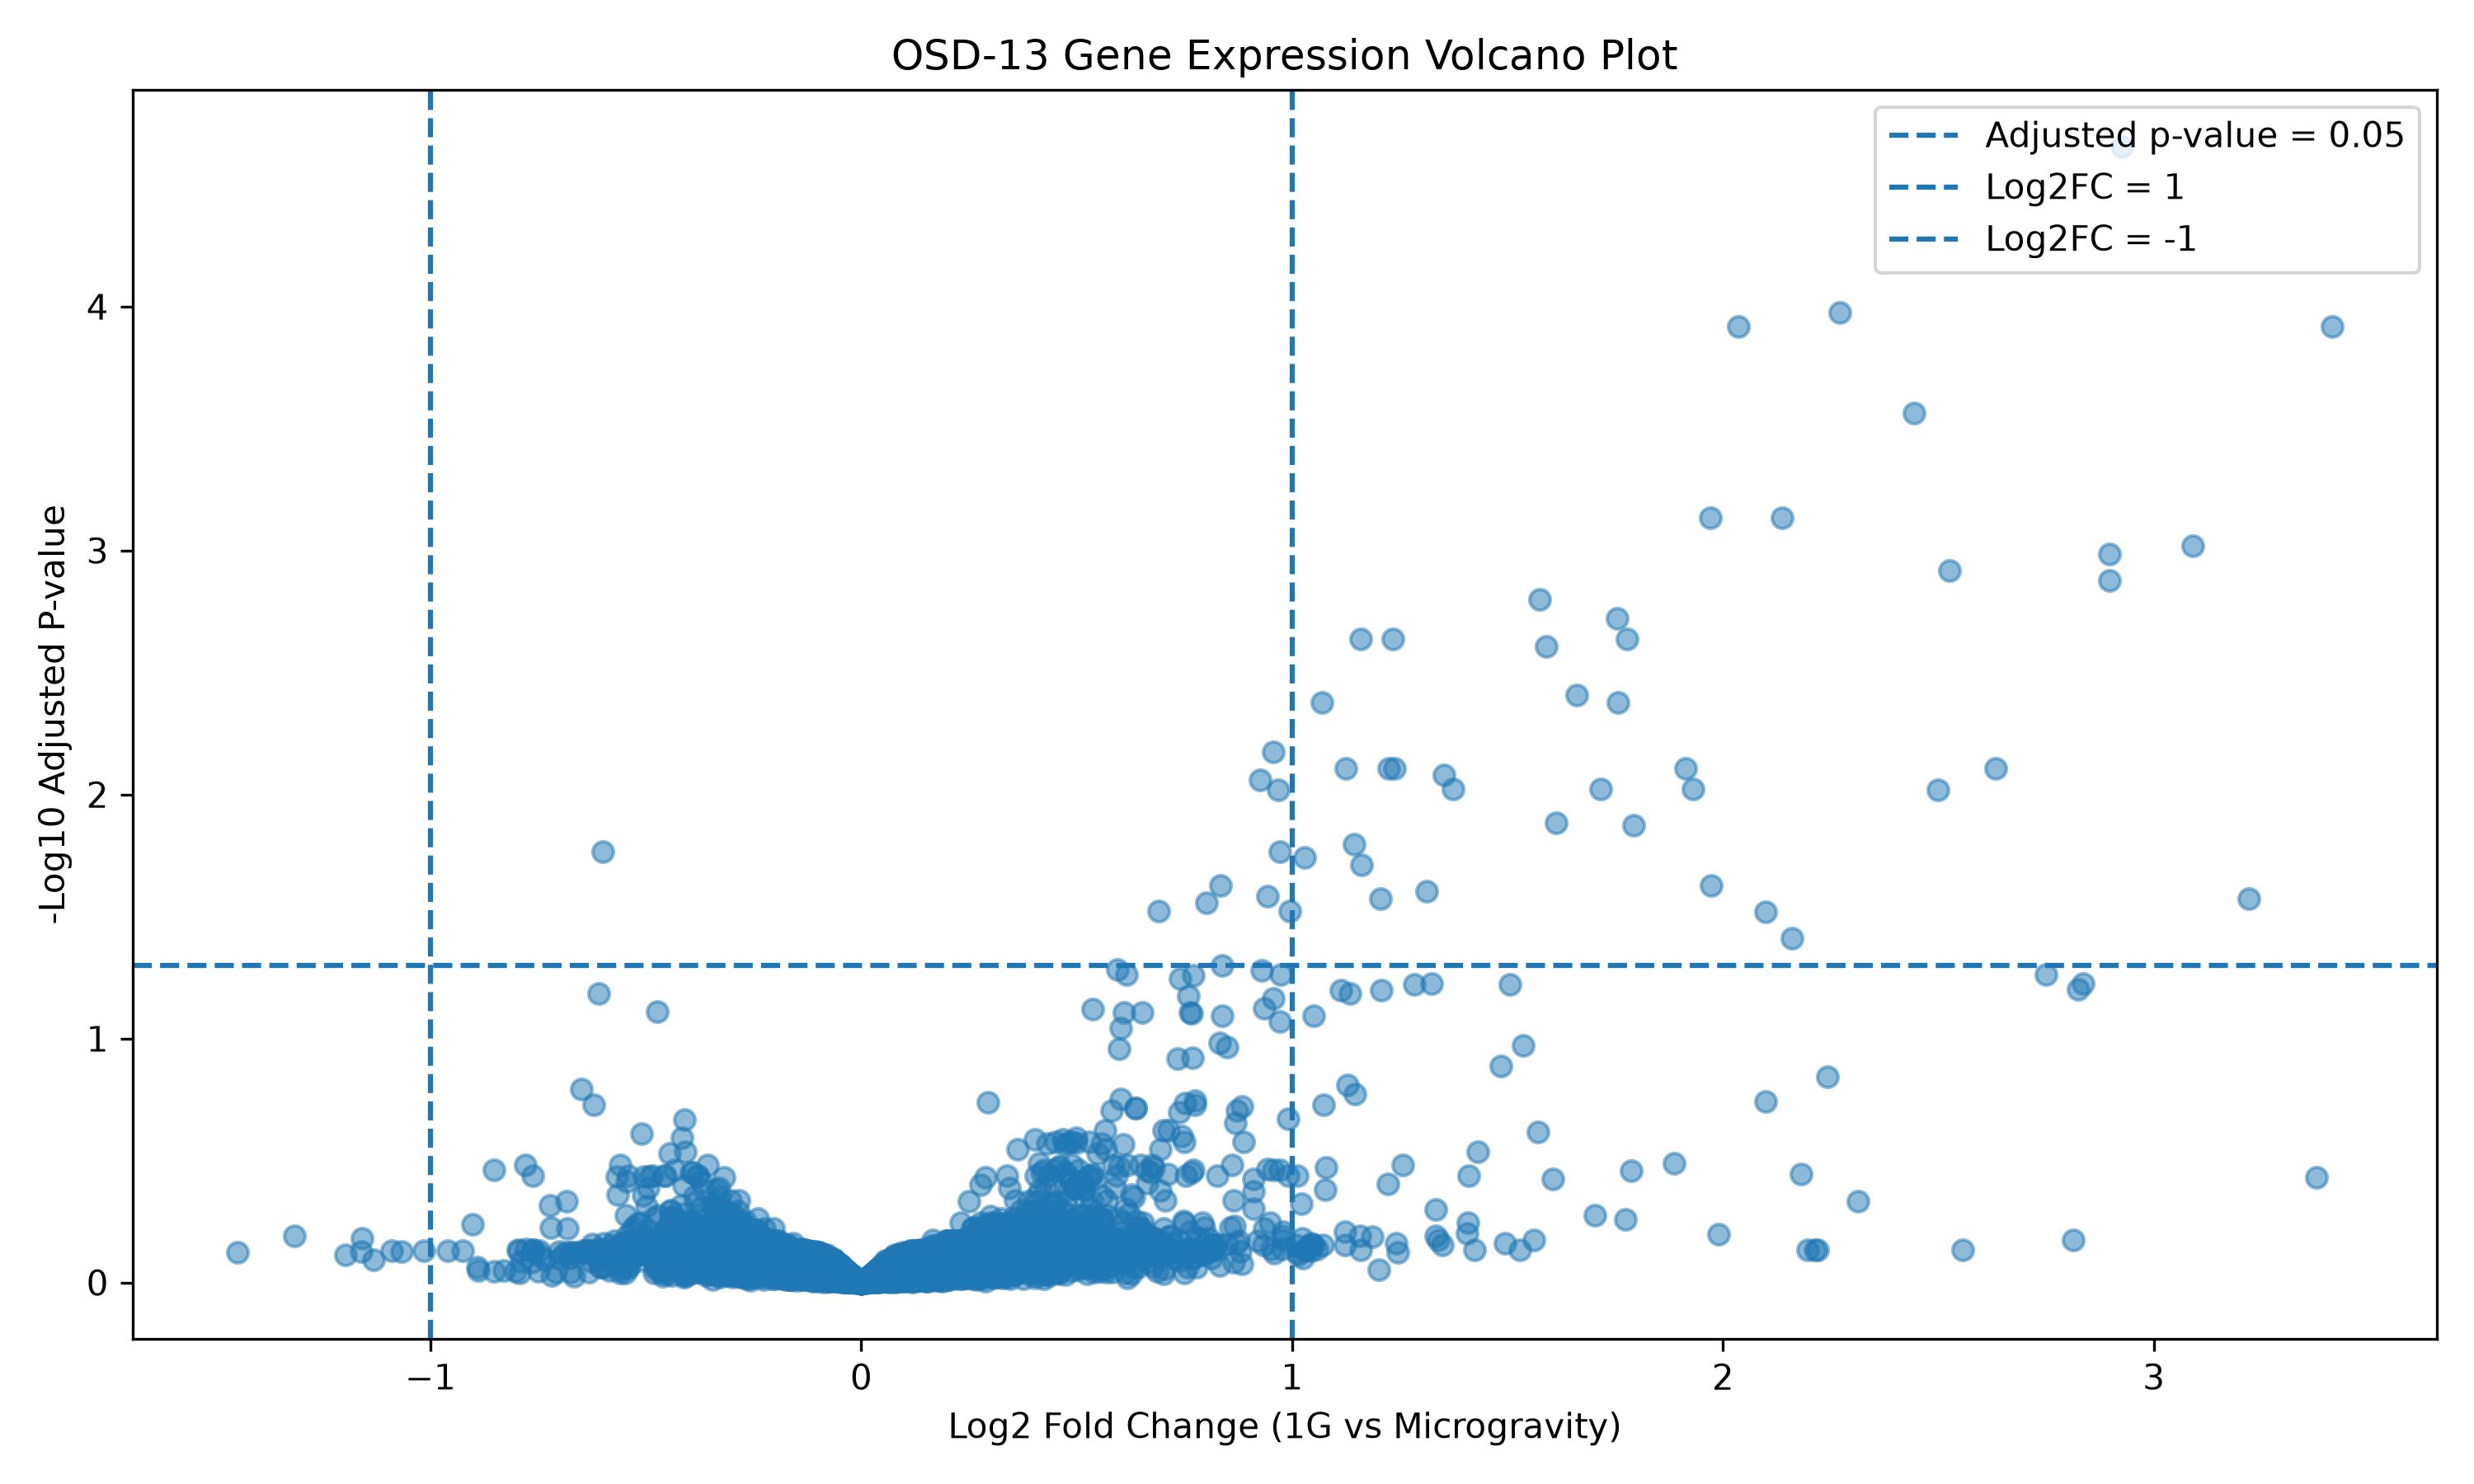 OSD-13 Gene Expression Volcano Plot
Adjusted p-value = 0.05
Log2FC = 1
Log2FC = -1
-Log10 Adjusted P-value
4
3
2
1
0
−1
0
1
2
3
Log2 Fold Change (1G vs Microgravity)